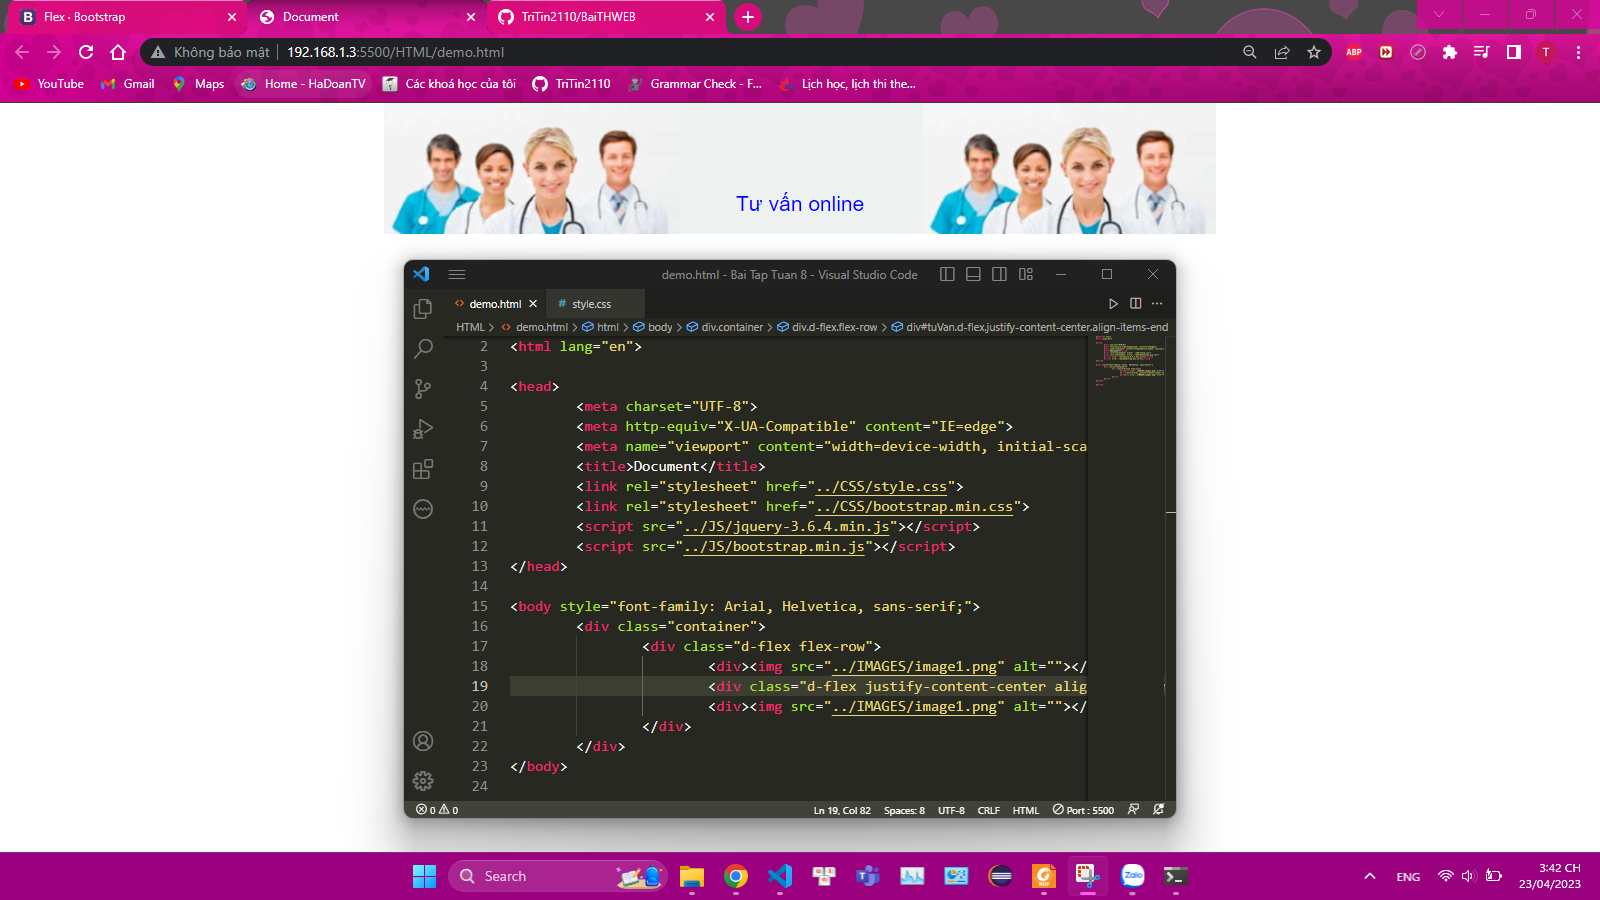 Flex · Bootstrap
Document
TriTin2110/BaiTHWEB
Không bảo mật
192.168.1.3:5500/HTML/demo.html
ABP
T
YouTube
Gmail
Maps
Home - HaDoanTV
Các khoá học của tôi
TriTin2110
Grammar Check - F...
Lịch học, lịch thi the...
Tư vấn online
demo.html - Bai Tap Tuan 8 - Visual Studio Code
demo.html
# style.css
HTML > demo.html > html > body > div.container > div.d-flex.flex-row > div#tuVan.d-flex.justify-content-center.align-items-end
2 <html lang="en">
3
4 <head>
5 <meta charset="UTF-8">
6 <meta http-equiv="X-UA-Compatible" content="IE=edge">
7 <meta name="viewport" content="width=device-width, initial-sca
8 <title>Document</title>
9 <link rel="stylesheet" href="../CSS/style.css">
10 <link rel="stylesheet" href="../CSS/bootstrap.min.css">
11 <script src="../JS/jquery-3.6.4.min.js"></script>
12 <script src="../JS/bootstrap.min.js"></script>
13 </head>
14
15 <body style="font-family: Arial, Helvetica, sans-serif;">
16 <div class="container">
17 <div class="d-flex flex-row">
18 <div><img src="../IMAGES/image1.png" alt=""></
19 <div class="d-flex justify-content-center alig
20 <div><img src="../IMAGES/image1.png" alt=""></
21 </div>
22 </div>
23 </body>
24
0 0
Ln 19, Col 82
Spaces: 8
UTF-8
CRLF
HTML
Port : 5500
Search
Zalo
ENG
3:42 CH
23/04/2023